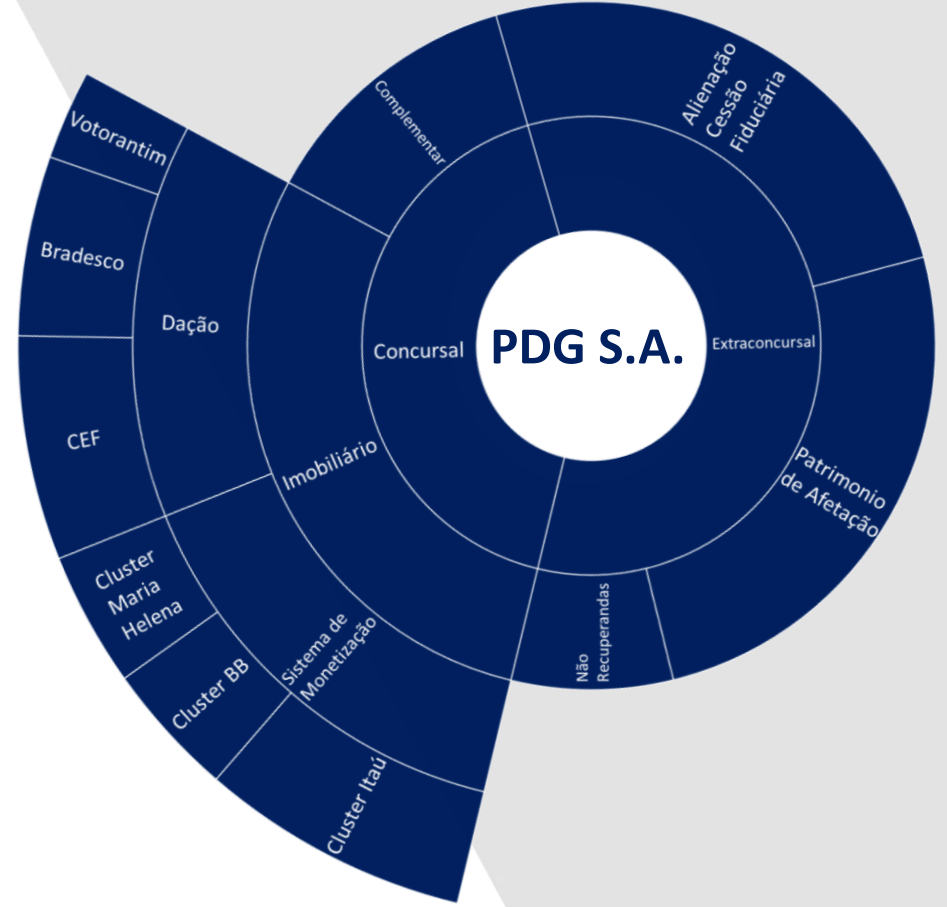 Alienação
Cessão
Fiduciária
Complementar
Votorantim
Bradesco
Dação
Concursal
PDG S.A.
Extraconcursal
CEF
Imobiliário
Patrimonio
de Afetação
Cluster
Maria
Helena
Sistema de
Monetização
Não
Recuperandas
Cluster BB
Cluster Itaú